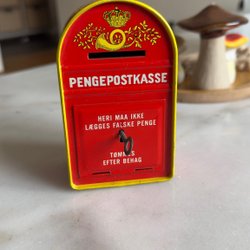 PENGEPOSTKASSE
HERI MAA IKKE
LÆGGES FALSKE PENGE
TØMMES
EFTER BEHAG